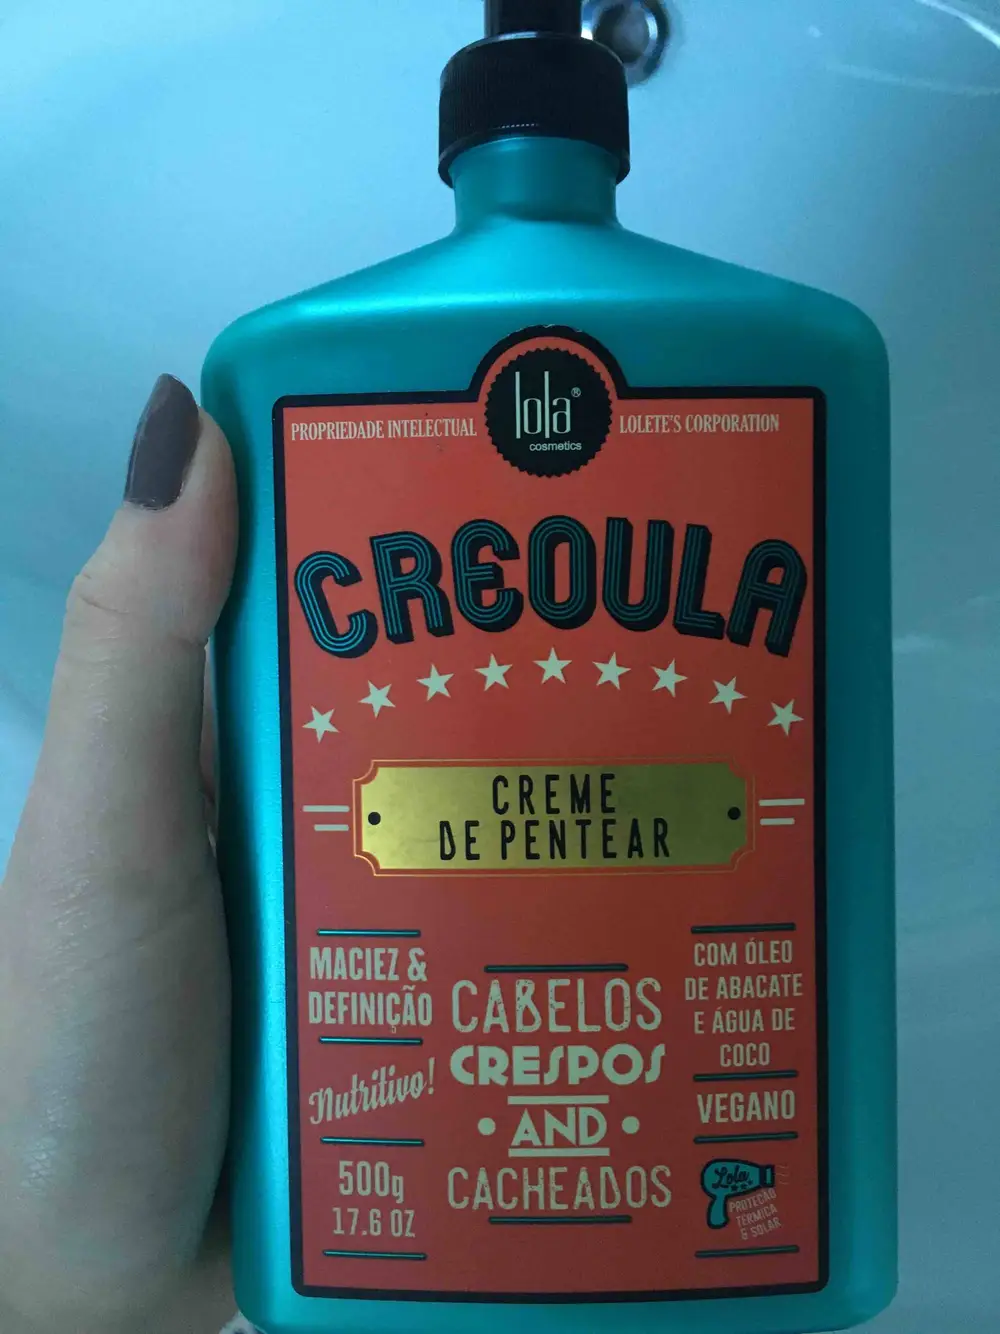 lola®
cosmetics
PROPRIEDADE INTELECTUAL
LOLETE'S CORPORATION
CREOULA
CREME
DE PENTEAR
MACIEZ &
DEFINIÇÃO
Nutritivo!
500g
17.6 OZ
CABELOS
CRESPOS
AND
CACHEADOS
COM ÓLEO
DE ABACATE
E ÁGUA DE
COCO
VEGANO
Lola
PROTEÇÃO
TÉRMICA
& SOLAR